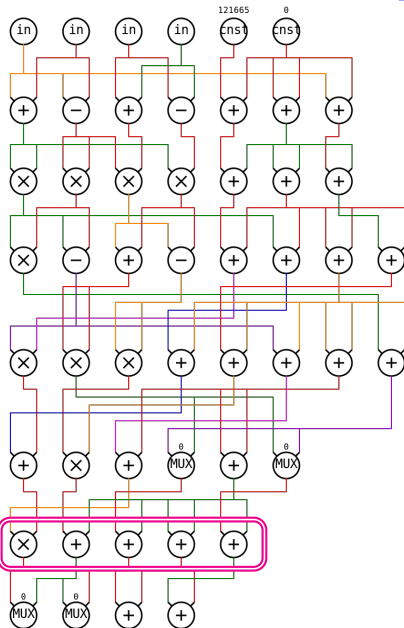 121665 0
in in in in cnst cnst
+ − + − + + +
× × × × + + +
× − + − + + + +
× × × + + + + +
0 0
+ × + MUX + MUX
× + + + +
0 0
MUX MUX + +